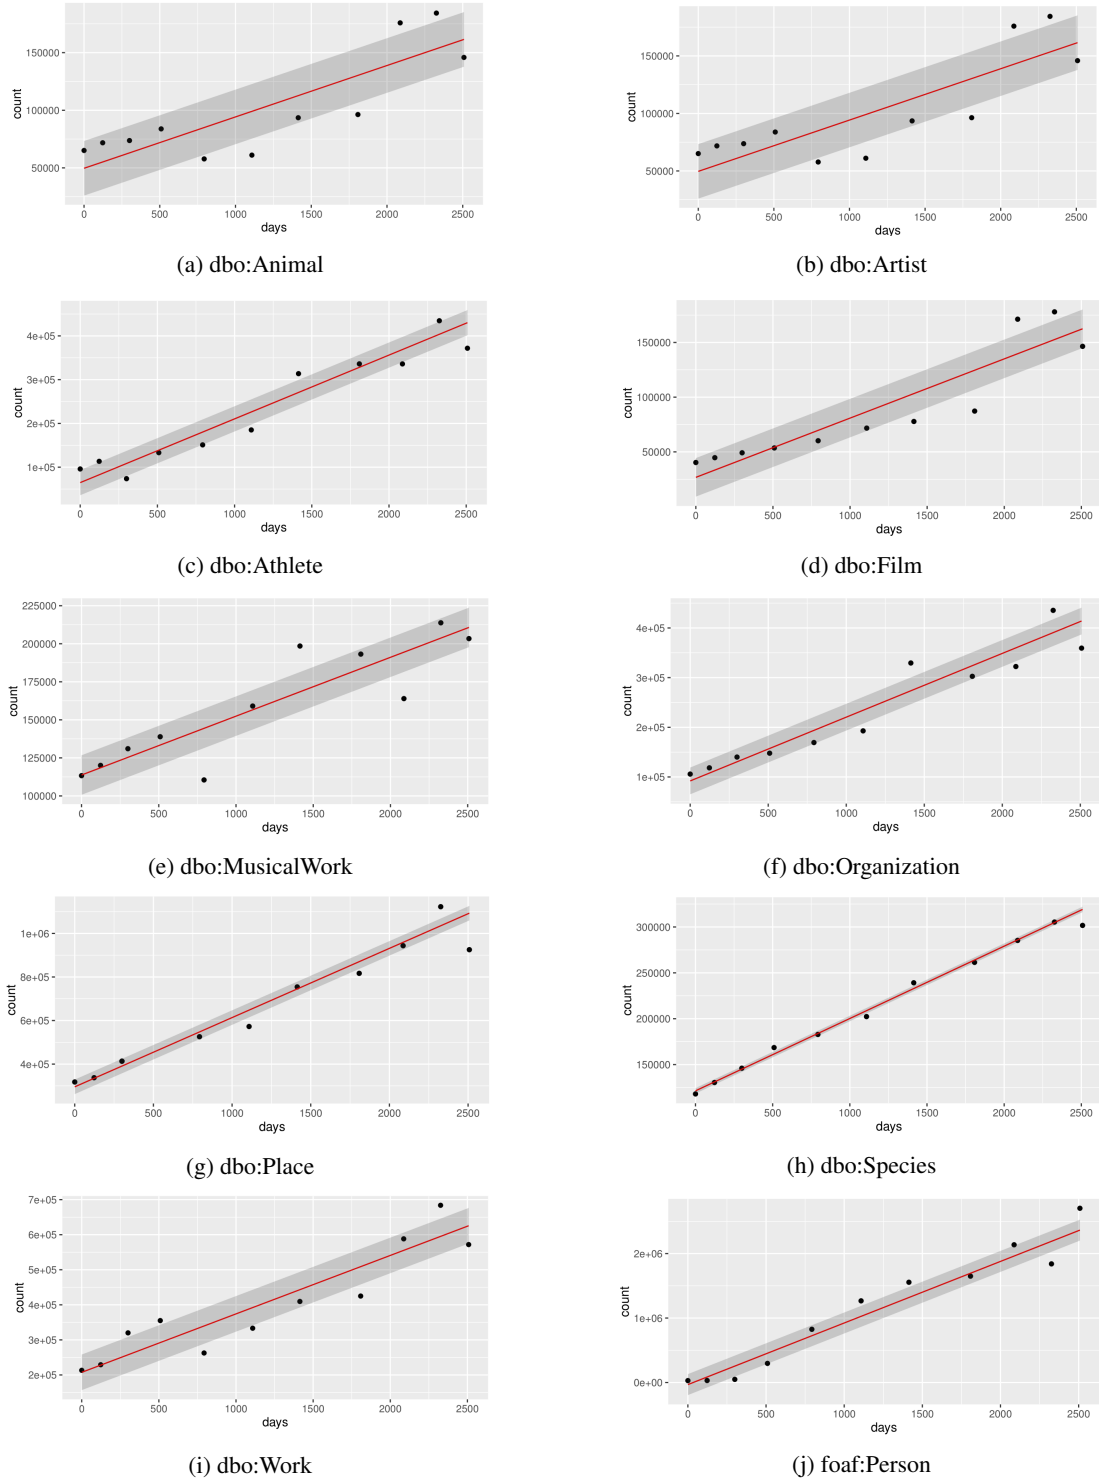 150000
100000
50000
count
0
500
1000
1500
2000
2500
days
(a) dbo:Animal
150000
100000
50000
count
0
500
1000
1500
2000
2500
days
(b) dbo:Artist
4e+05
3e+05
2e+05
1e+05
count
0
500
1000
1500
2000
2500
days
(c) dbo:Athlete
150000
100000
50000
count
0
500
1000
1500
2000
2500
days
(d) dbo:Film
225000
200000
175000
150000
125000
100000
count
0
500
1000
1500
2000
2500
days
(e) dbo:MusicalWork
4e+05
3e+05
2e+05
1e+05
count
0
500
1000
1500
2000
2500
days
(f) dbo:Organization
1e+06
8e+05
6e+05
4e+05
count
0
500
1000
1500
2000
2500
days
(g) dbo:Place
300000
250000
200000
150000
count
0
500
1000
1500
2000
2500
days
(h) dbo:Species
7e+05
6e+05
5e+05
4e+05
3e+05
2e+05
count
0
500
1000
1500
2000
2500
days
(i) dbo:Work
2e+06
1e+06
0e+00
count
0
500
1000
1500
2000
2500
days
(j) foaf:Person